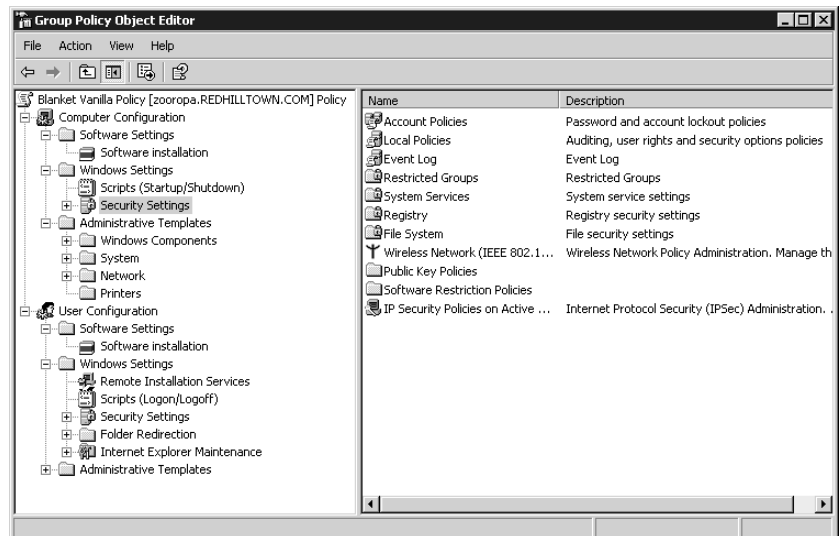 Group Policy Object Editor
File Action View Help
Blanket Vanilla Policy [zooropa.REDHILLTOWN.COM] Policy
Computer Configuration
Software Settings
Software installation
Windows Settings
Scripts (Startup/Shutdown)
Security Settings
Administrative Templates
Windows Components
System
Network
Printers
User Configuration
Software Settings
Software installation
Windows Settings
Remote Installation Services
Scripts (Logon/Logoff)
Security Settings
Folder Redirection
Internet Explorer Maintenance
Administrative Templates
Name Description
Account Policies Password and account lockout policies
Local Policies Auditing, user rights and security options policies
Event Log Event Log
Restricted Groups Restricted Groups
System Services System service settings
Registry Registry security settings
File System File security settings
Wireless Network (IEEE 802.1... Wireless Network Policy Administration. Manage th
Public Key Policies
Software Restriction Policies
IP Security Policies on Active ... Internet Protocol Security (IPSec) Administration. .